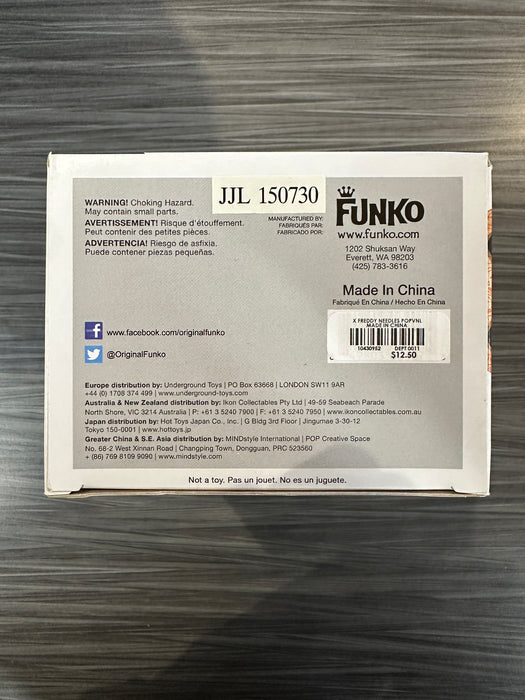 JJL 150730
WARNING! Choking Hazard.
May contain small parts.
AVERTISSEMENT! Risque d'étouffement.
Peut contenir des petites pièces.
ADVERTENCIA! Riesgo de asfixia.
Puede contener piezas pequeñas.
MANUFACTURED BY:
FABRIQUÉS PAR:
FABRICADO POR:
FUNKO
www.funko.com
1202 Shuksan Way
Everett, WA 98203
(425) 783-3616
Made In China
Fabriqué En China / Hecho En China
X FREDDY NEEDLES POPVNL
MADE IN CHINA
10430952 DEPT 0011
$12.50
f www.facebook.com/originalfunko
@OriginalFunko
Europe distribution by: Underground Toys | PO Box 63668 | LONDON SW11 9AR
+44 (0) 1708 374 499 | www.underground-toys.com
Australia & New Zealand distribution by: Ikon Collectables Pty Ltd | 49-59 Seabeach Parade
North Shore, VIC 3214 Australia | P: +61 3 5240 7900 | F: +61 3 5240 7950 | www.ikoncollectables.com.au
Japan distribution by: Hot Toys Japan Co., Inc. | G Bldg 3rd Floor | Jingumae 3-30-12
Tokyo 150-0001 | www.hottoys.jp
Greater China & S.E. Asia distribution by: MINDstyle International | POP Creative Space
No. 68-2 West Xinnan Road | Changping Town, Dongguan, PRC 523560
+ (86) 769 8109 9090 | www.mindstyle.com
Not a toy. Pas un jouet. No es un juguete.